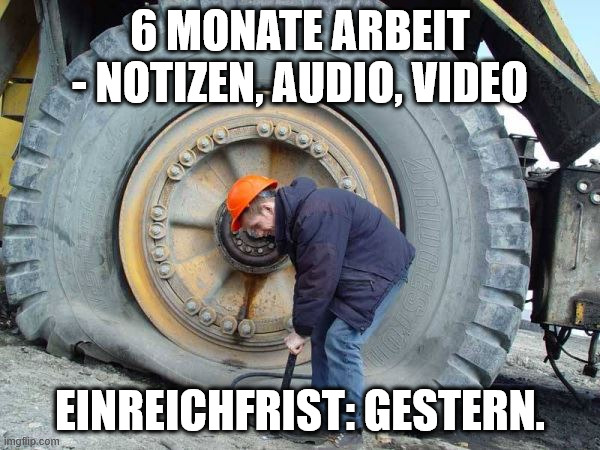 6 MONATE ARBEIT
- NOTIZEN, AUDIO, VIDEO
EINREICHFRIST: GESTERN.
imgflip.com